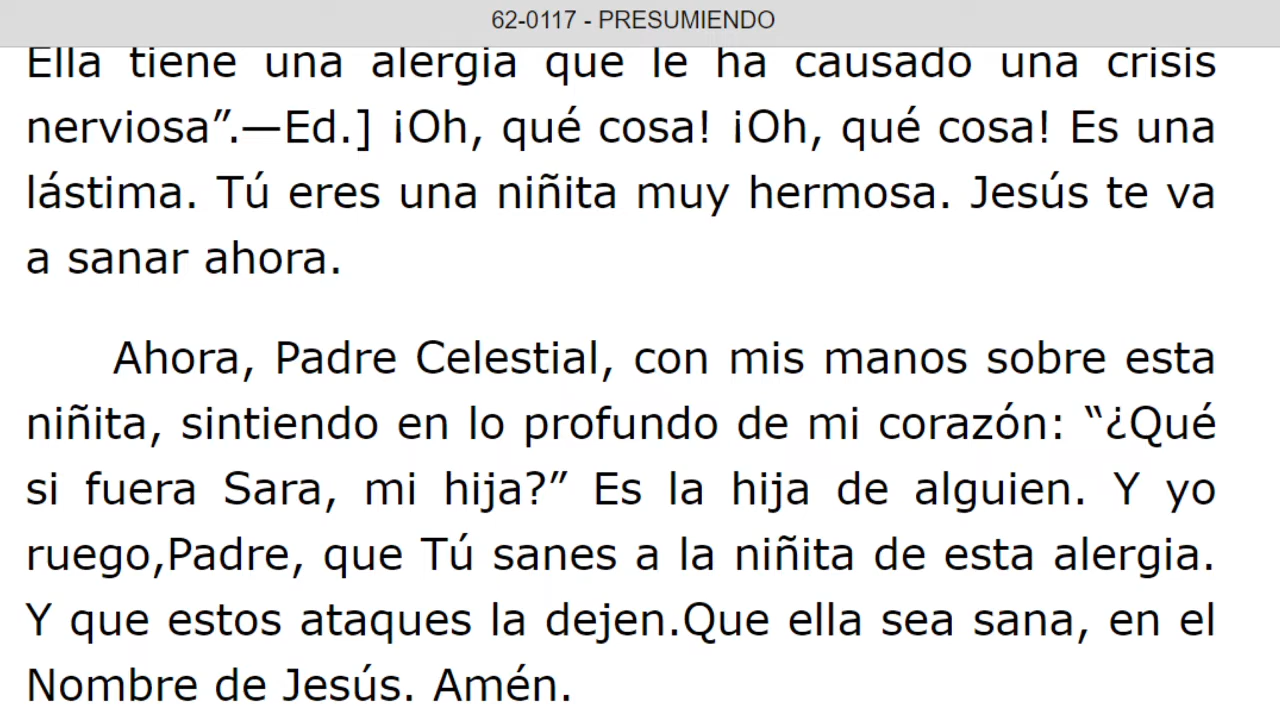 62-0117 - PRESUMIENDO
Ella tiene una alergia que le ha causado una crisis
nerviosa”.—Ed.] ¡Oh, qué cosa! ¡Oh, qué cosa! Es una
lástima. Tú eres una niñita muy hermosa. Jesús te va
a sanar ahora.
Ahora, Padre Celestial, con mis manos sobre esta
niñita, sintiendo en lo profundo de mi corazón: “¿Qué
si fuera Sara, mi hija?” Es la hija de alguien. Y yo
ruego,Padre, que Tú sanes a la niñita de esta alergia.
Y que estos ataques la dejen.Que ella sea sana, en el
Nombre de Jesús. Amén.